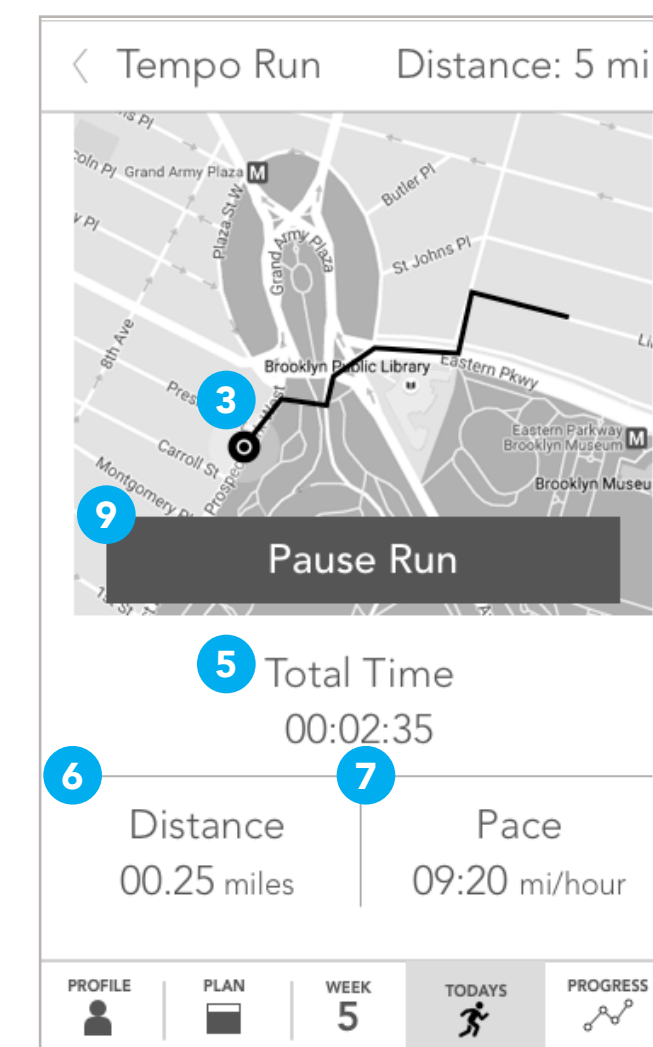 Tempo Run Distance: 5 mi
Grand Army Plaza M
Plaza St W
Butler Pl
Grand Army Plaza
St Johns Pl
8th Ave
Brooklyn Public Library
Eastern Pkwy
3
Carroll St
Eastern Parkway
Brooklyn Museum M
Montgomery Pl
9
Pause Run
5
Total Time
00:02:35
6
7
Distance
Pace
00.25 miles
09:20 mi/hour
PROFILE PLAN WEEK TODAYS PROGRESS
5